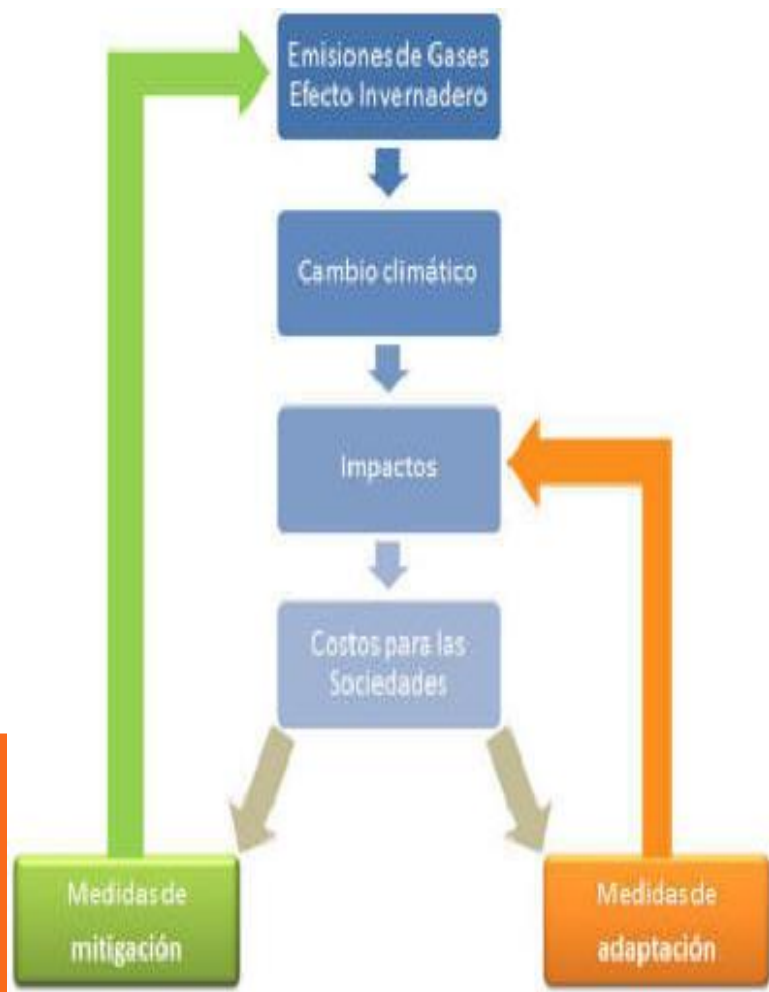 Emisiones de Gases
Efecto Invernadero
Cambio climático
Impactos
Costos para las
Sociedades
Medidas de
mitigación
Medidas de
adaptación